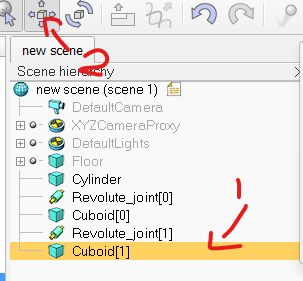 2
new scene
Scene hierarchy
new scene (scene 1)
DefaultCamera
XYZCameraProxy
DefaultLights
Floor
Cylinder
Revolute_joint[0]
1
Cuboid[0]
Revolute_joint[1]
Cuboid[1]